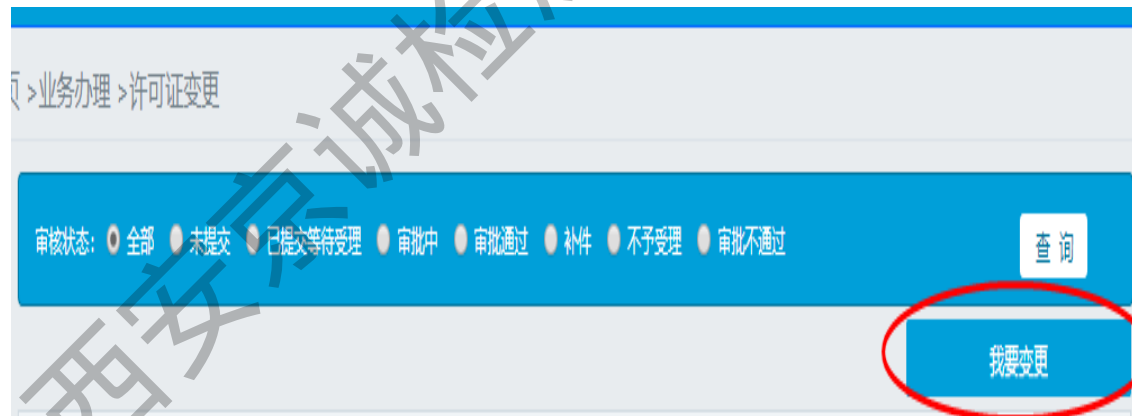 页 >业务办理 >许可证变更
审核状态: 全部 未提交 已提交等待受理 审批中 审批通过 补件 不予受理 审批不通过
查 询
我要变更
西安京诚检